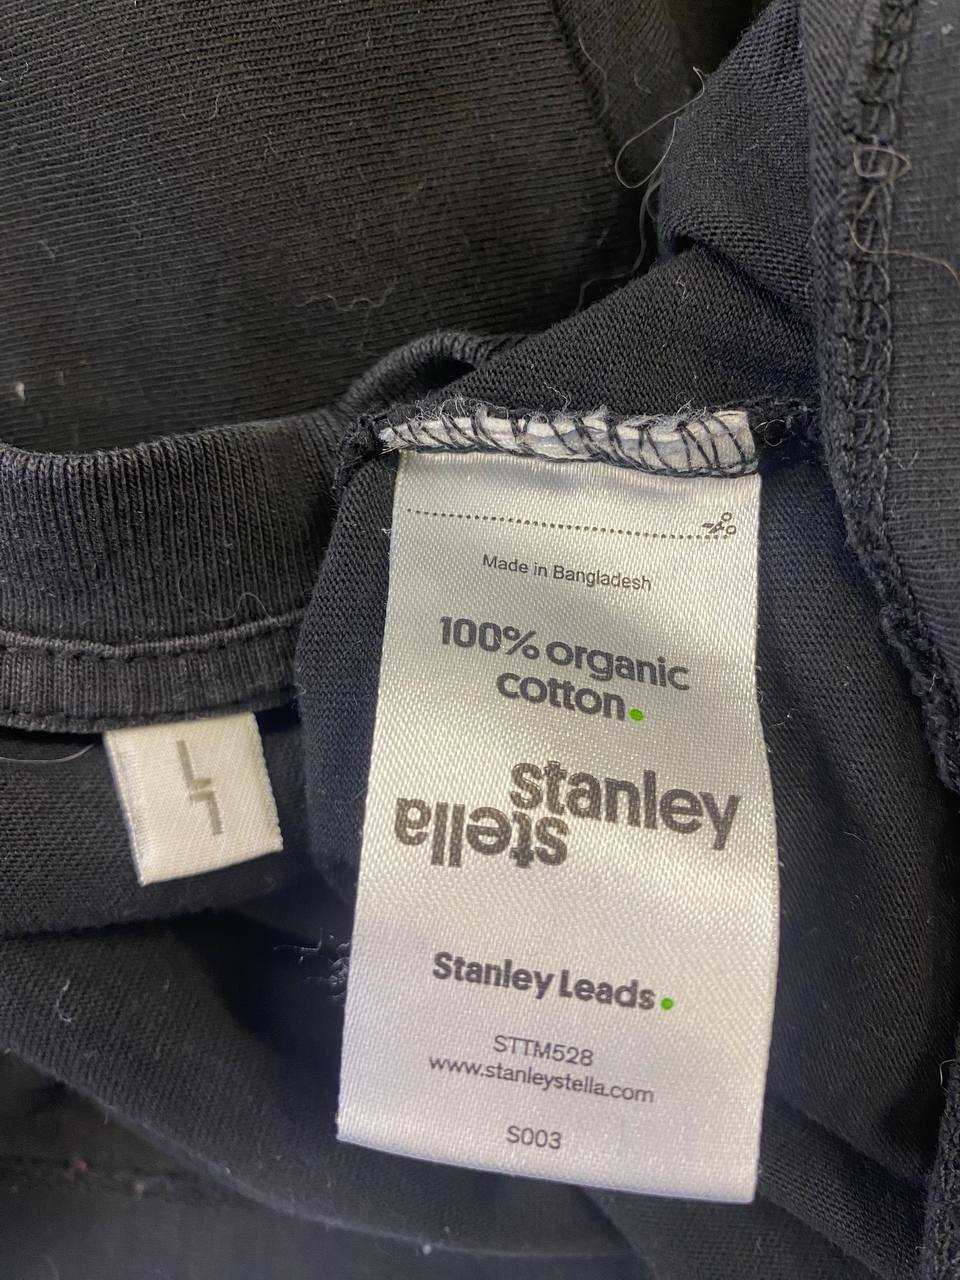 Made in Bangladesh
100% organic
cotton.
stanley
stella
Stanley Leads.
STTM528
www.stanleystella.com
S003
L